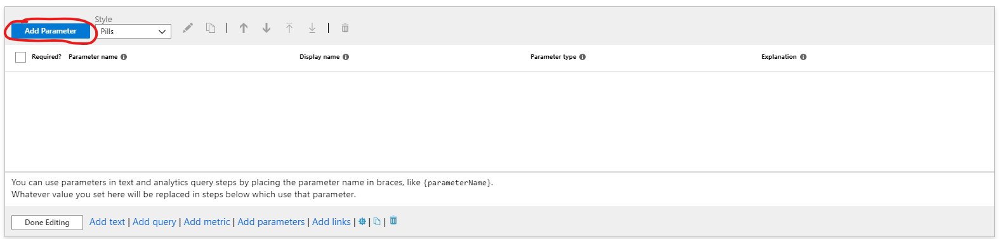 Style
Add Parameter Pills
Required? Parameter name Display name Parameter type Explanation
You can use parameters in text and analytics query steps by placing the parameter name in braces, like {parameterName}.
Whatever value you set here will be replaced in steps below which use that parameter.
Done Editing Add text | Add query | Add metric | Add parameters | Add links | | |